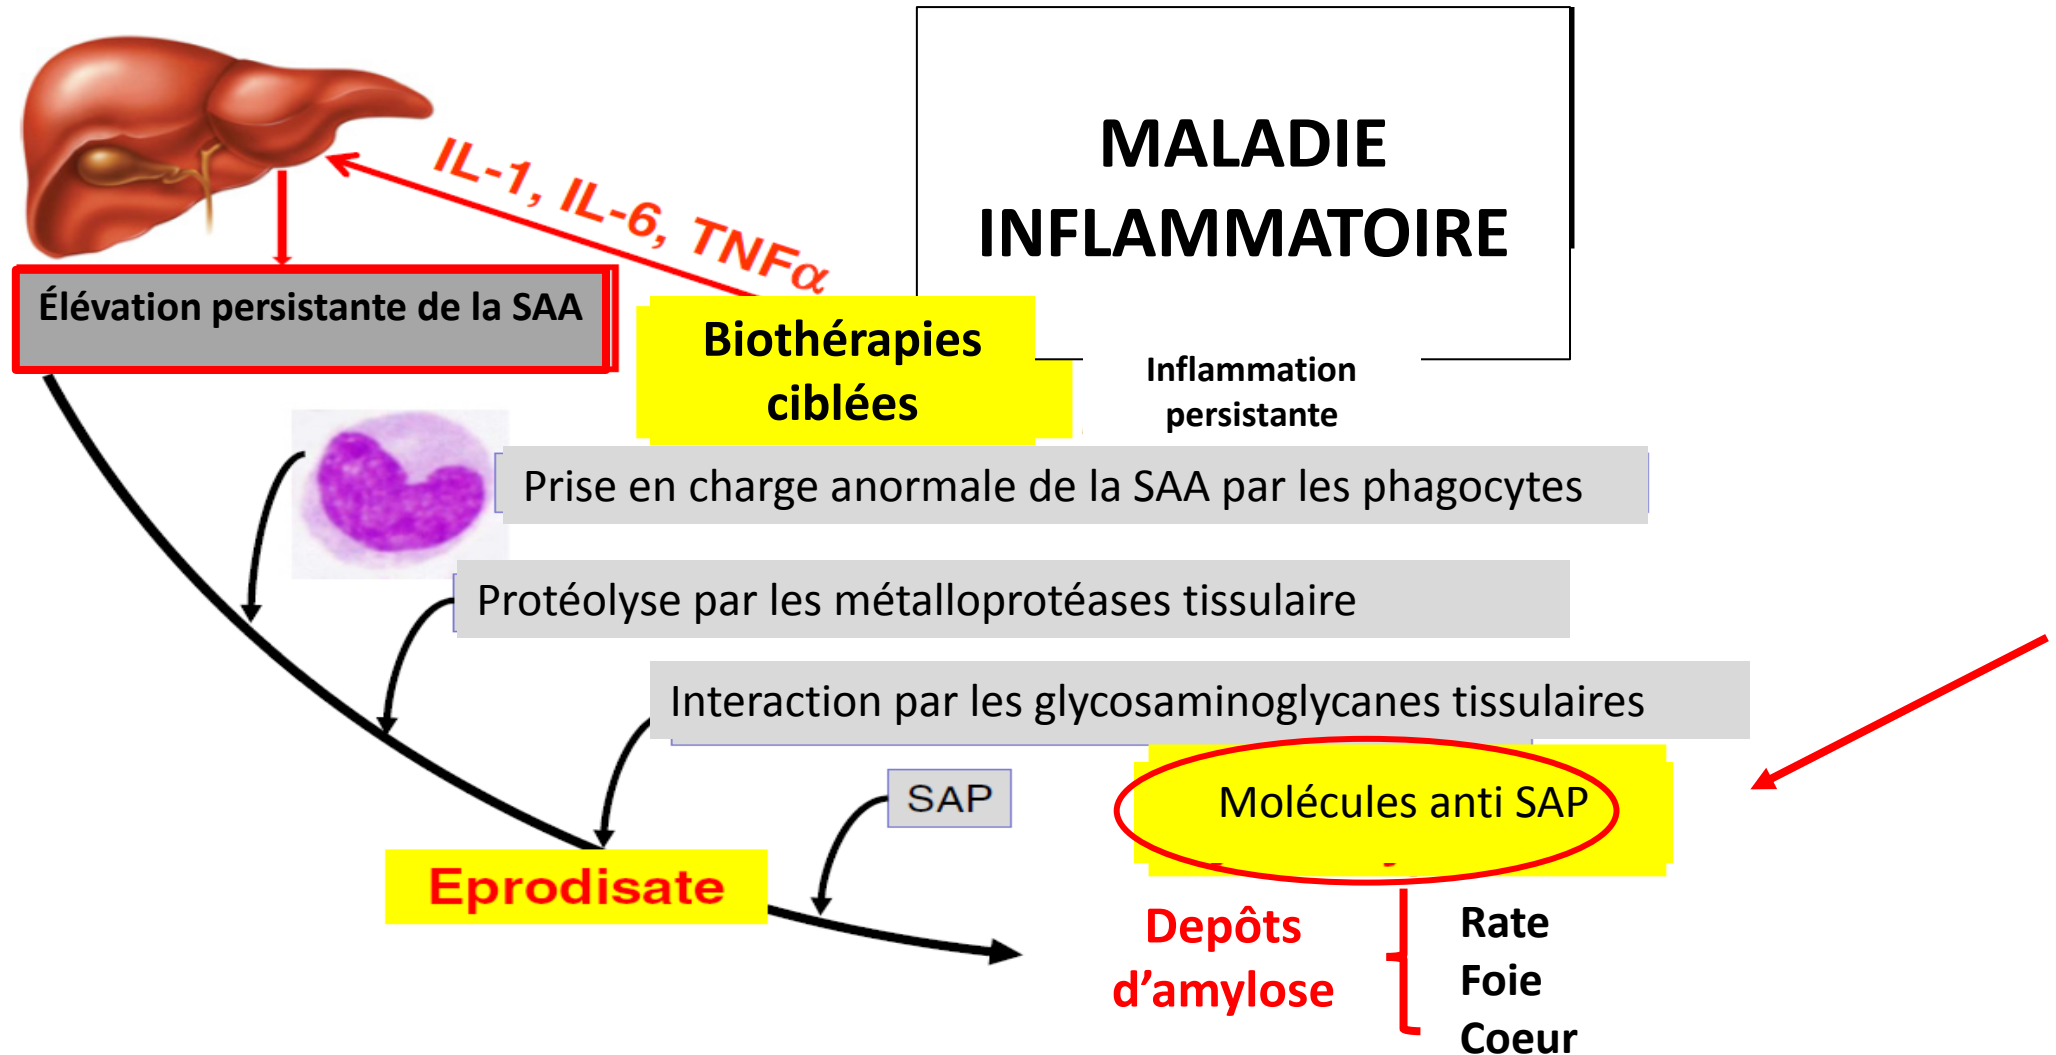 MALADIE
INFLAMMATOIRE
IL-1, IL-6, TNFα
Élévation persistante de la SAA
Biothérapies
ciblées
Inflammation
persistante
Prise en charge anormale de la SAA par les phagocytes
Protéolyse par les métalloprotéases tissulaire
Interaction par les glycosaminoglycanes tissulaires
SAP
Molécules anti SAP
Eprodisate
Depôts
d’amylose
Rate
Foie
Coeur